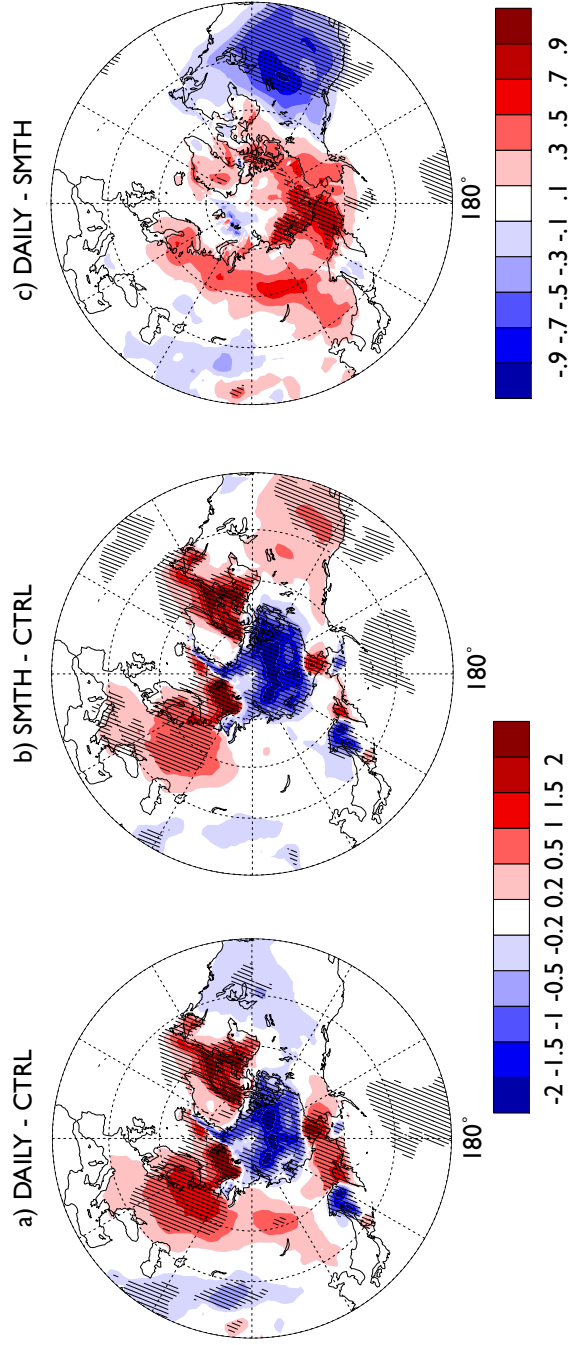 a) DAILY - CTRL
b) SMTH - CTRL
c) DAILY - SMTH
180°
180°
180°
-2 -1.5 -1 -0.5 -0.2 0.2 0.5 1 1.5 2
-.9 -.7 -.5 -.3 -.1 .1 .3 .5 .7 .9